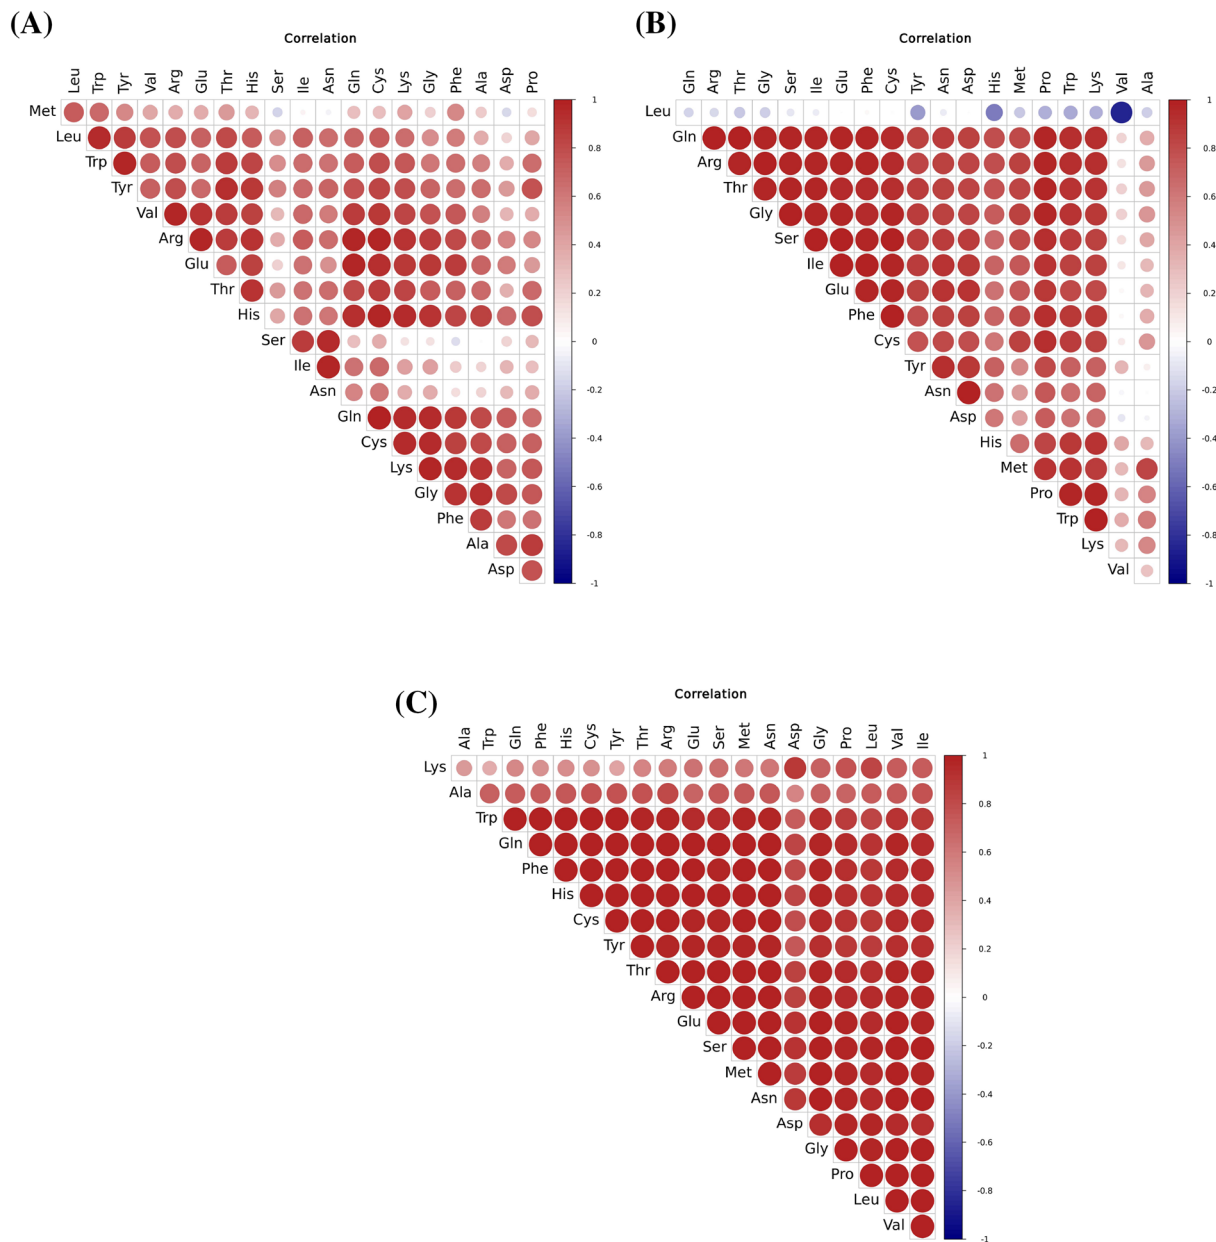 (A)
Correlation
Leu Trp Tyr Val Arg Glu Thr His Ser Ile Asn Gln Cys Lys Gly Phe Ala Asp Pro
Met
Leu
Trp
Tyr
Val
Arg
Glu
Thr
His
Ser
Ile
Asn
Gln
Cys
Lys
Gly
Phe
Ala
Asp
1
0.8
0.6
0.4
0.2
0
-0.2
-0.4
-0.6
-0.8
-1
(B)
Correlation
Gln Arg Thr Gly Ser Ile Glu Phe Cys Tyr Asn Asp His Met Pro Trp Lys Val Ala
Leu
Gln
Arg
Thr
Gly
Ser
Ile
Glu
Phe
Cys
Tyr
Asn
Asp
His
Met
Pro
Trp
Lys
Val
1
0.8
0.6
0.4
0.2
0
-0.2
-0.4
-0.6
-0.8
-1
(C)
Correlation
Ala Trp Gln Phe His Cys Tyr Thr Arg Glu Ser Met Asn Asp Gly Pro Leu Val Ile
Lys
Ala
Trp
Gln
Phe
His
Cys
Tyr
Thr
Arg
Glu
Ser
Met
Asn
Asp
Gly
Pro
Leu
Val
1
0.8
0.6
0.4
0.2
0
-0.2
-0.4
-0.6
-0.8
-1